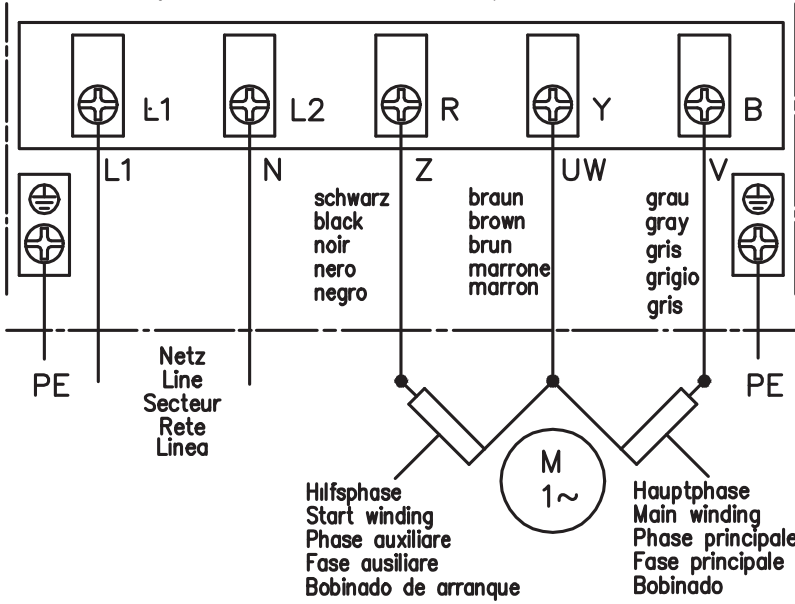 L1 L2 R Y B
L1 N Z UW V
schwarz
black
noir
nero
negro
braun
brown
brun
marrone
marron
grau
gray
gris
grigio
gris
PE
Netz
Line
Secteur
Rete
Linea
PE
M
1~
Hilfsphase
Start winding
Phase auxiliare
Fase ausiliare
Bobinado de arranque
Hauptphase
Main winding
Phase principale
Fase principale
Bobinado